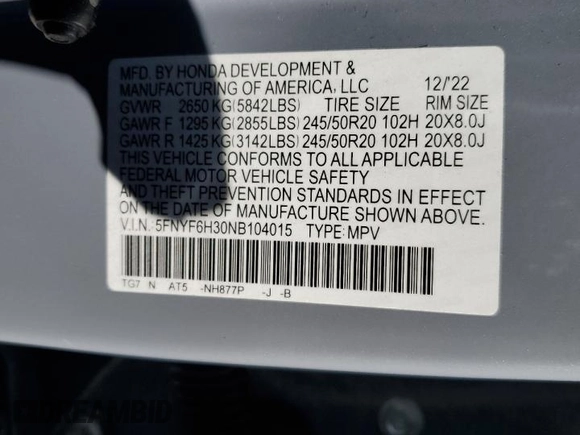 MFD. BY HONDA DEVELOPMENT &
MANUFACTURING OF AMERICA, LLC 12/'22
GVWR 2650 KG(5842LBS) TIRE SIZE RIM SIZE
GAWR F 1295 KG(2855LBS) 245/50R20 102H 20X8.0J
GAWR R 1425 KG(3142LBS) 245/50R20 102H 20X8.0J
THIS VEHICLE CONFORMS TO ALL APPLICABLE
FEDERAL MOTOR VEHICLE SAFETY
AND THEFT PREVENTION STANDARDS IN EFFECT
ON THE DATE OF MANUFACTURE SHOWN ABOVE.
V.I.N.: 5FNYF6H30NB104015 TYPE: MPV
TG7 N AT5 -NH877P -J -B
DREAMBID